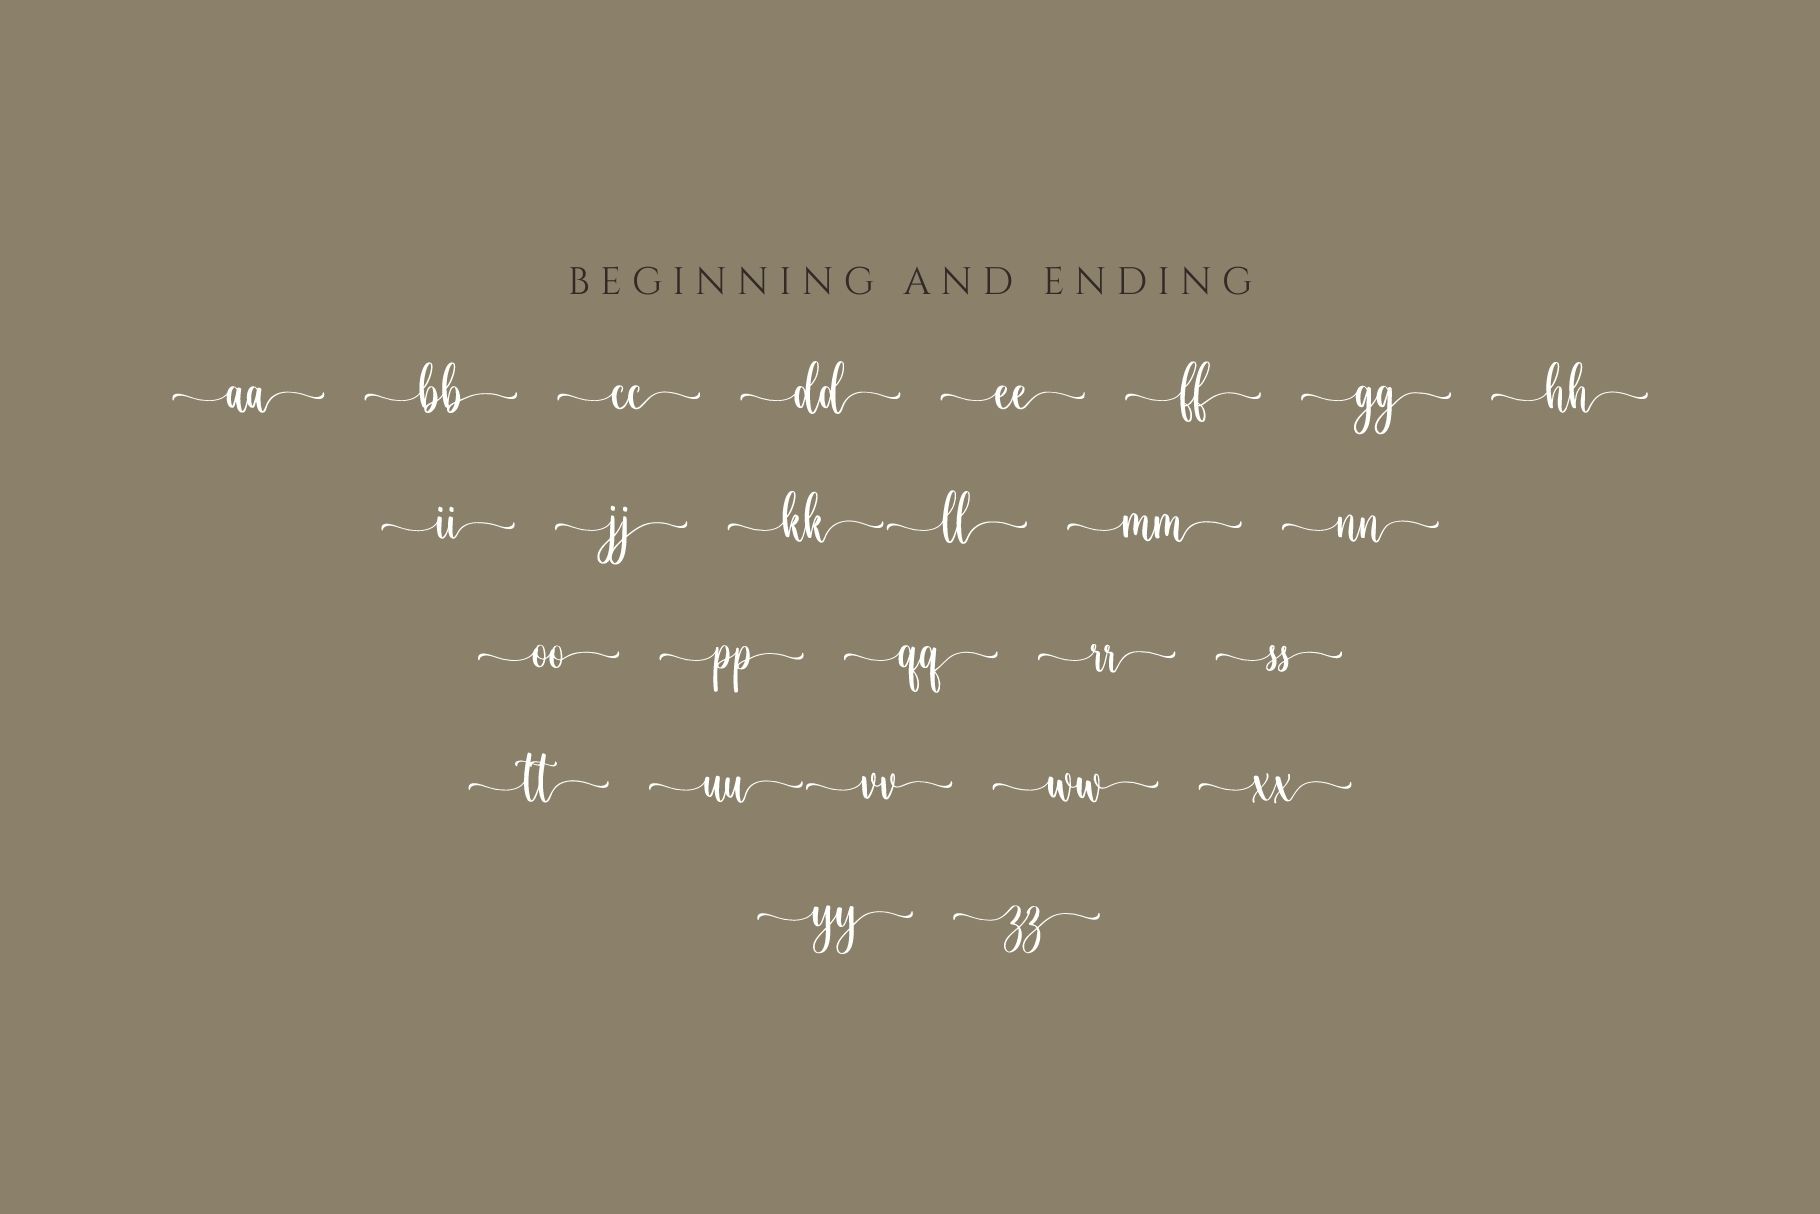 BEGINNING AND ENDING
aa bb cc dd ee ff gg hh
ii jj kk ll mm nn
oo pp qq rr ss
tt uu vv ww xx
yy zz